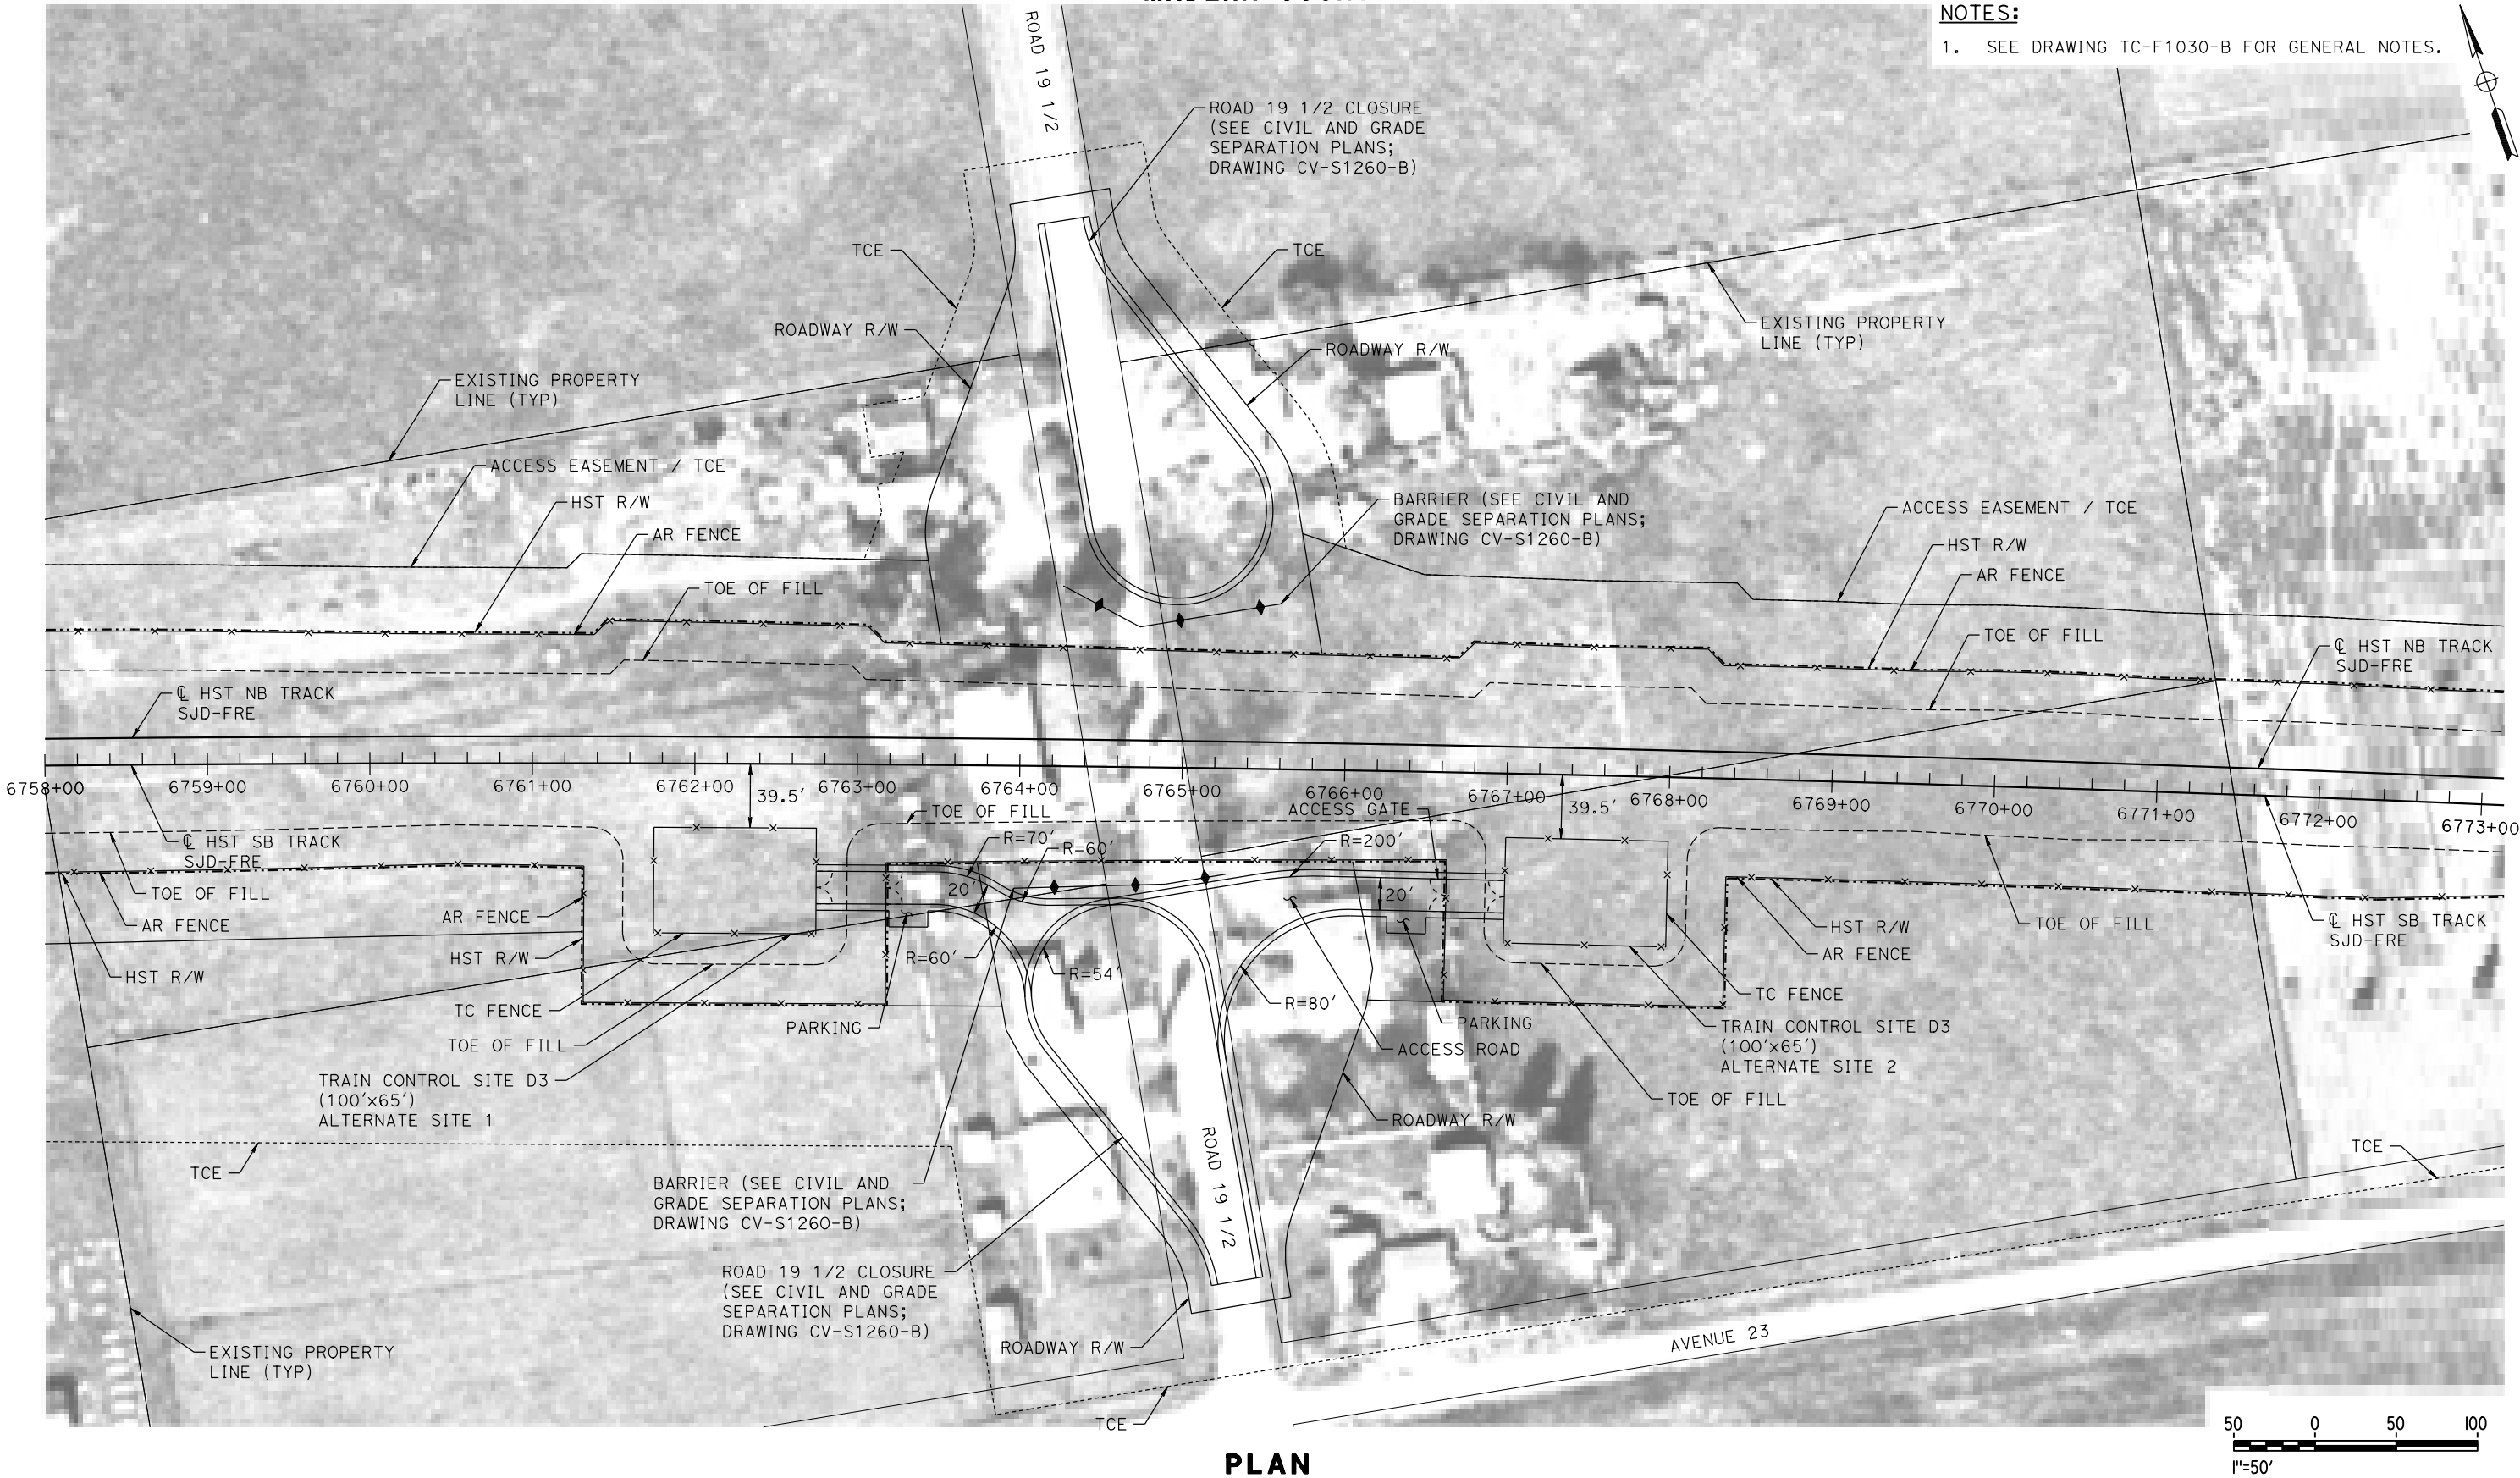 NOTES:
1. SEE DRAWING TC-F1030-B FOR GENERAL NOTES.
ROAD 19 1/2
ROAD 19 1/2 CLOSURE
(SEE CIVIL AND GRADE
SEPARATION PLANS;
DRAWING CV-S1260-B)
TCE
TCE
ROADWAY R/W
EXISTING PROPERTY
LINE (TYP)
ROADWAY R/W
EXISTING PROPERTY
LINE (TYP)
ACCESS EASEMENT / TCE
HST R/W
AR FENCE
TOE OF FILL
BARRIER (SEE CIVIL AND
GRADE SEPARATION PLANS;
DRAWING CV-S1260-B)
ACCESS EASEMENT / TCE
HST R/W
AR FENCE
TOE OF FILL
℄ HST NB TRACK
SJD-FRE
℄ HST NB TRACK
SJD-FRE
6758+00
6759+00
6760+00
6761+00
6762+00
39.5'
6763+00
6764+00
6765+00
6766+00
6767+00
39.5'
6768+00
6769+00
6770+00
6771+00
6772+00
6773+00
TOE OF FILL
ACCESS GATE
℄ HST SB TRACK
SJD-FRE
R=70'
R=60'
R=200'
20'
20'
TOE OF FILL
AR FENCE
AR FENCE
HST R/W
HST R/W
R=60'
R=54'
R=80'
HST R/W
AR FENCE
TOE OF FILL
℄ HST SB TRACK
SJD-FRE
TC FENCE
PARKING
TOE OF FILL
TRAIN CONTROL SITE D3
(100'x65')
ALTERNATE SITE 1
TC FENCE
PARKING
ACCESS ROAD
TRAIN CONTROL SITE D3
(100'x65')
ALTERNATE SITE 2
TOE OF FILL
ROADWAY R/W
TCE
TCE
BARRIER (SEE CIVIL AND
GRADE SEPARATION PLANS;
DRAWING CV-S1260-B)
ROAD 19 1/2
ROAD 19 1/2 CLOSURE
(SEE CIVIL AND GRADE
SEPARATION PLANS;
DRAWING CV-S1260-B)
ROADWAY R/W
EXISTING PROPERTY
LINE (TYP)
AVENUE 23
TCE
50 0 50 100
1"=50'
PLAN